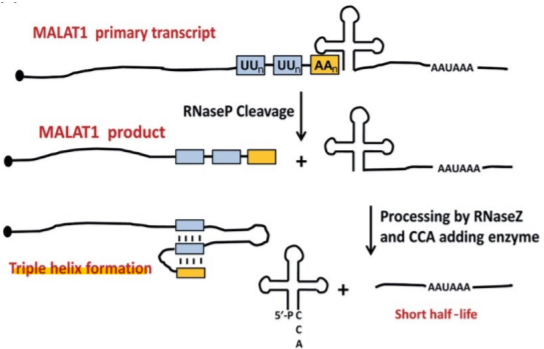 MALAT1 primary transcript
UUn
UUn
AAn
AAUAAA
RNaseP Cleavage
MALAT1 product
+
AAUAAA
Processing by RNaseZ
and CCA adding enzyme
Triple helix formation
+
AAUAAA
5'-P C
C
A
Short half-life